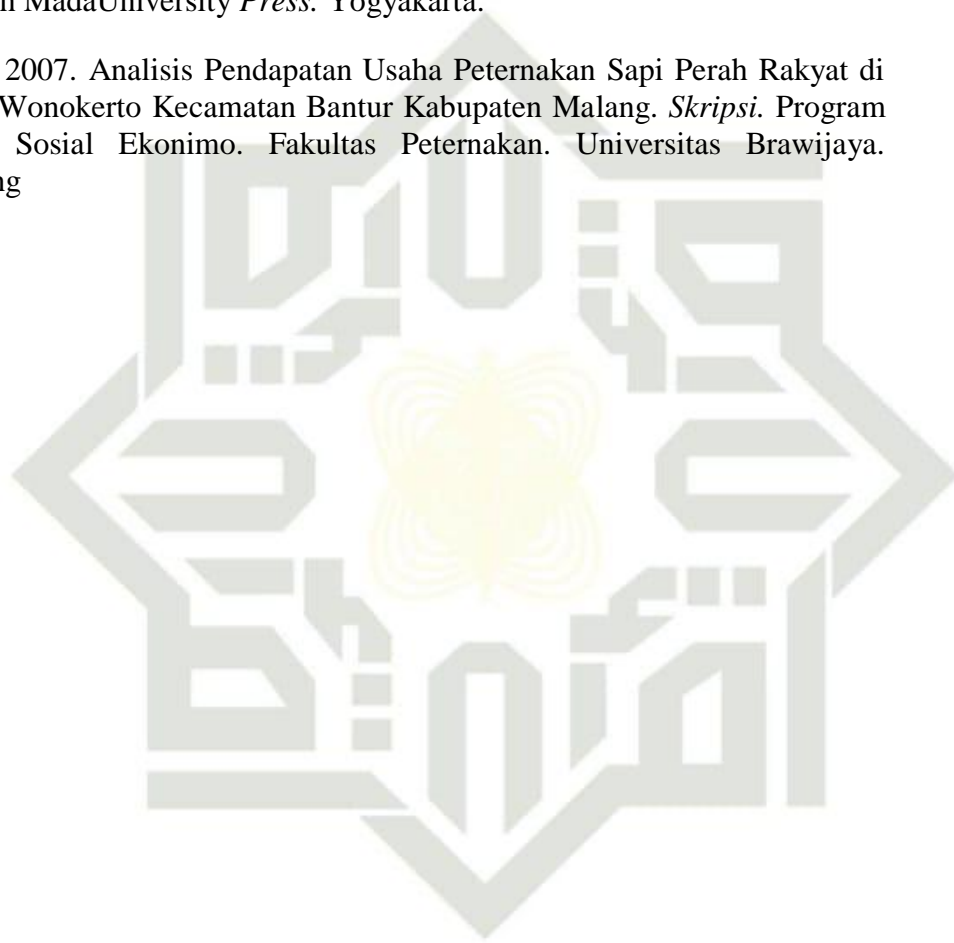 MadaUniversity Press. Yogyakarta.
2007. Analisis Pendapatan Usaha Peternakan Sapi Perah Rakyat di
Wonokerto Kecamatan Bantur Kabupaten Malang. Skripsi. Program
Sosial Ekonimo. Fakultas Peternakan. Universitas Brawijaya.
ng